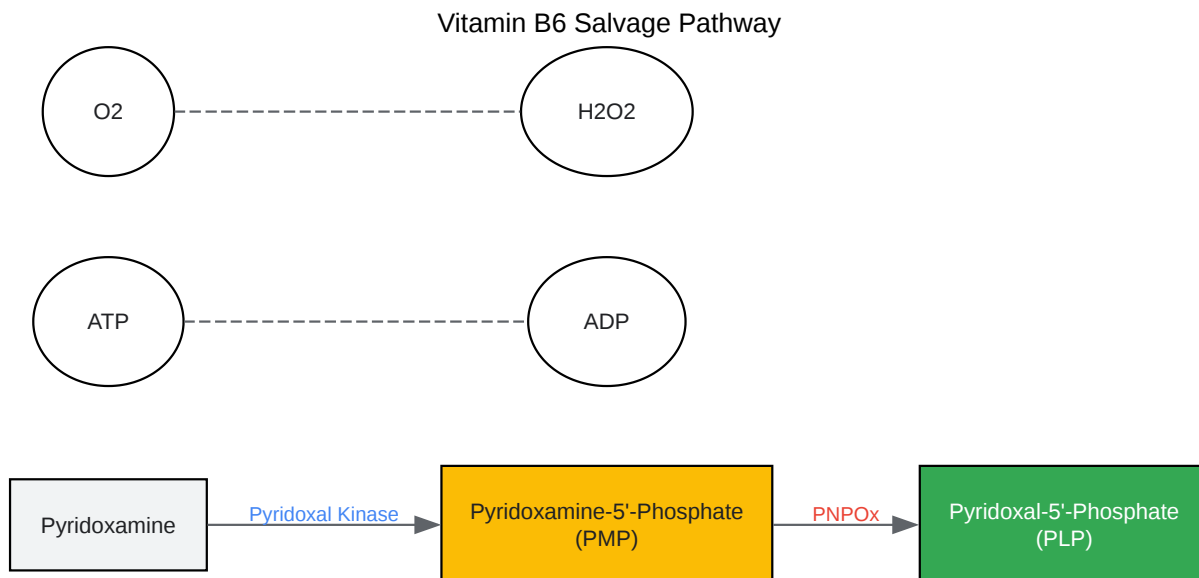 Vitamin B6 Salvage Pathway
O2
H2O2
ATP
ADP
Pyridoxamine
Pyridoxal Kinase
Pyridoxamine-5'-Phosphate
(PMP)
PNPOx
Pyridoxal-5'-Phosphate
(PLP)